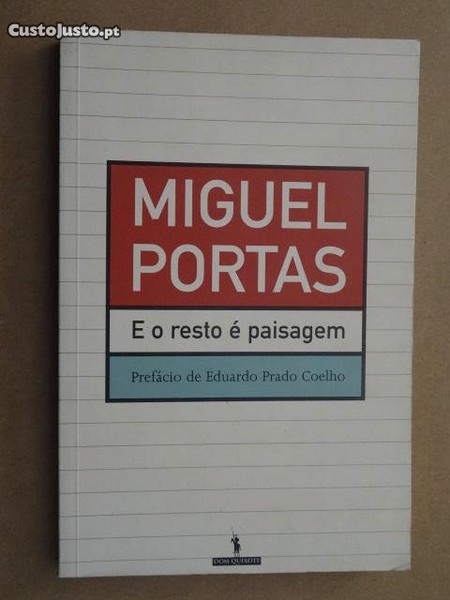 CustoJusto.pt
MIGUEL
PORTAS
E o resto é paisagem
Prefácio de Eduardo Prado Coelho
DOM QUIXOTE